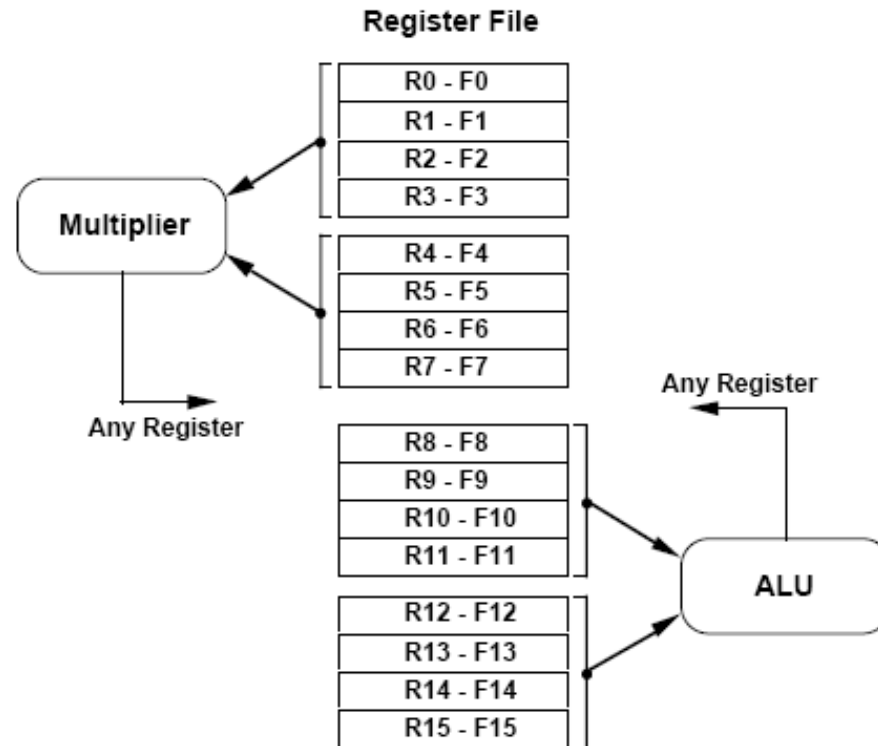 Register File
R0 - F0
R1 - F1
R2 - F2
R3 - F3
Multiplier
R4 - F4
R5 - F5
R6 - F6
R7 - F7
Any Register
Any Register
R8 - F8
R9 - F9
R10 - F10
R11 - F11
ALU
R12 - F12
R13 - F13
R14 - F14
R15 - F15